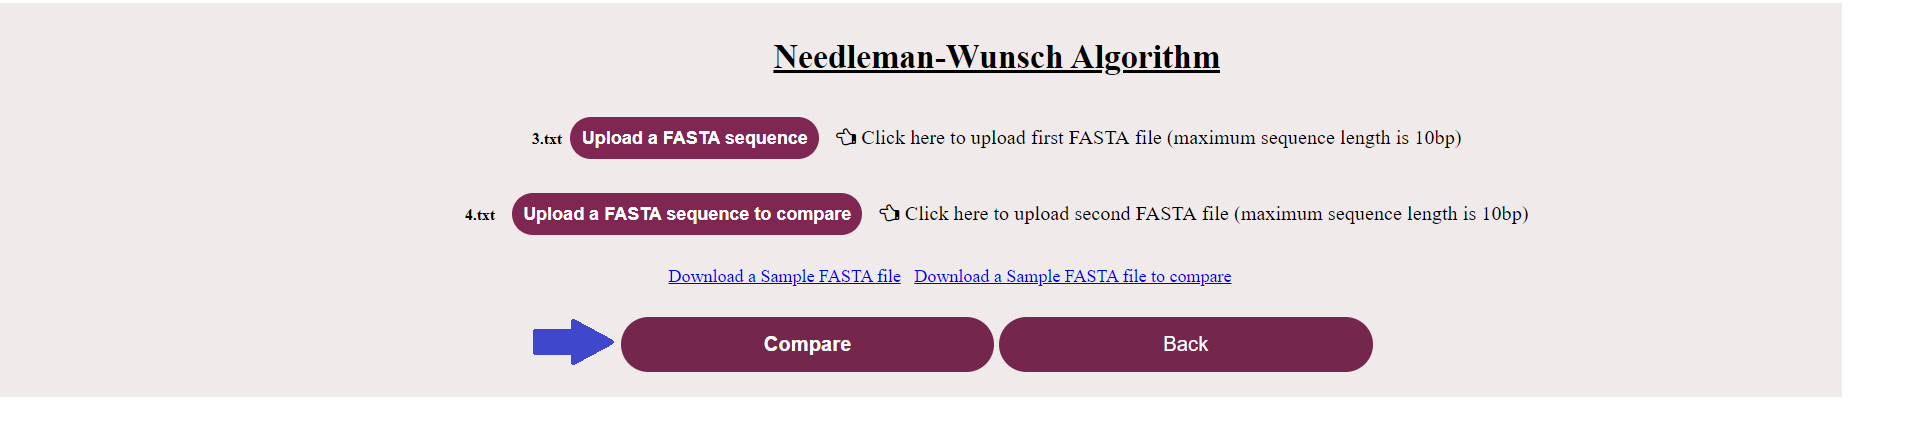 Needleman-Wunsch Algorithm
3.txt Upload a FASTA sequence Click here to upload first FASTA file (maximum sequence length is 10bp)
4.txt Upload a FASTA sequence to compare Click here to upload second FASTA file (maximum sequence length is 10bp)
Download a Sample FASTA file Download a Sample FASTA file to compare
Compare Back